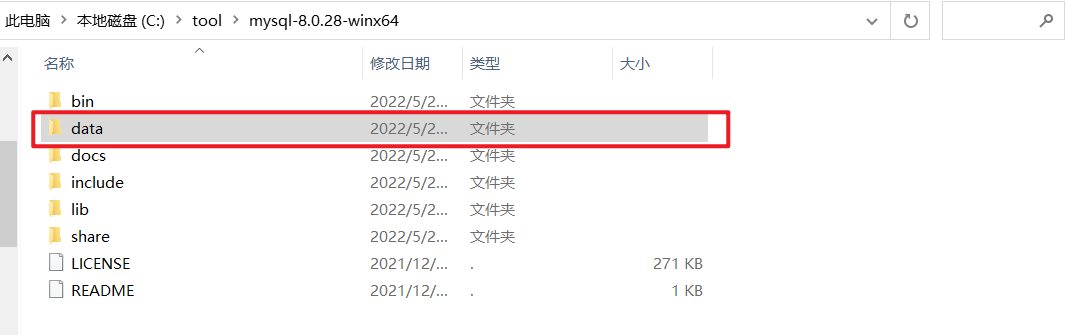 此电脑 > 本地磁盘 (C:) > tool > mysql-8.0.28-winx64
名称 修改日期 类型 大小
bin 2022/5/2... 文件夹
data 2022/5/2... 文件夹
docs 2022/5/2... 文件夹
include 2022/5/2... 文件夹
lib 2022/5/2... 文件夹
share 2022/5/2... 文件夹
LICENSE 2021/12/... . 271 KB
README 2021/12/... . 1 KB